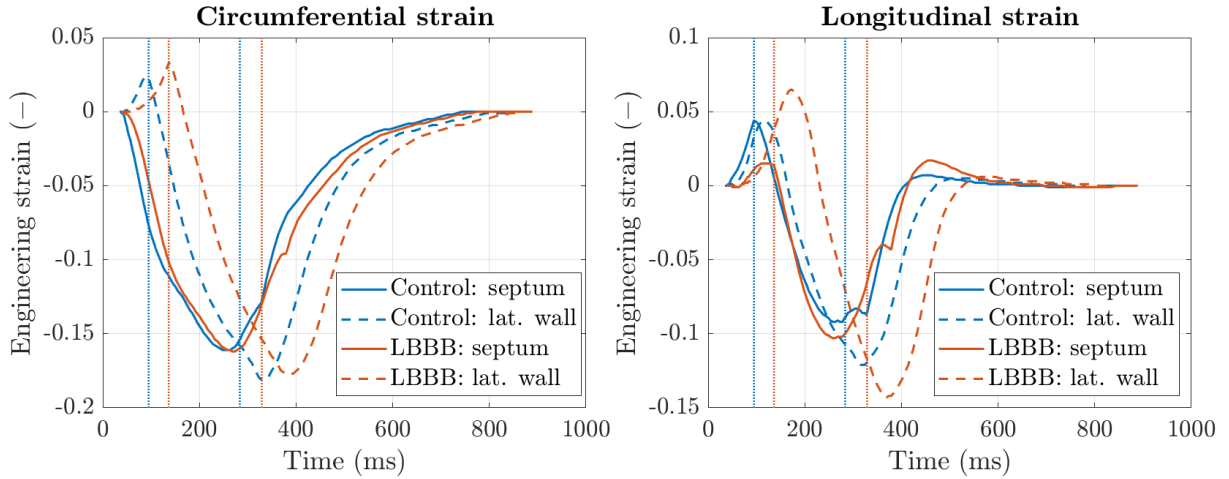 Circumferential strain
Engineering strain (−)
0.05
0
-0.05
-0.1
-0.15
-0.2
0 200 400 600 800 1000
Time (ms)
Control: septum
Control: lat. wall
LBBB: septum
LBBB: lat. wall
Longitudinal strain
Engineering strain (−)
0.1
0.05
0
-0.05
-0.1
-0.15
0 200 400 600 800 1000
Time (ms)
Control: septum
Control: lat. wall
LBBB: septum
LBBB: lat. wall